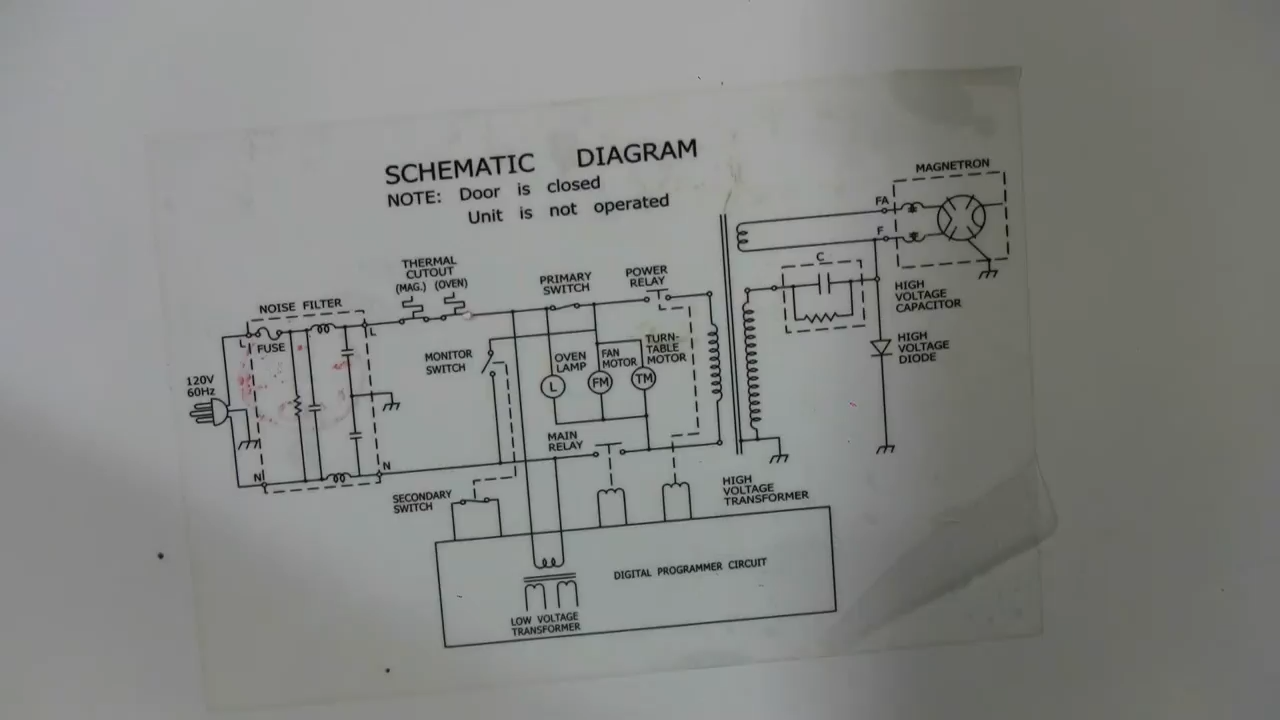 SCHEMATIC DIAGRAM
NOTE: Door is closed
Unit is not operated
MAGNETRON
FA
F
THERMAL
CUTOUT
(MAG.) (OVEN)
PRIMARY
SWITCH
POWER
RELAY
C
HIGH
VOLTAGE
CAPACITOR
NOISE FILTER
L
L
FUSE
MONITOR
SWITCH
OVEN
LAMP
FAN
MOTOR
TURN-
TABLE
MOTOR
HIGH
VOLTAGE
DIODE
120V
60Hz
L
FM
TM
MAIN
RELAY
N
N
SECONDARY
SWITCH
HIGH
VOLTAGE
TRANSFORMER
DIGITAL PROGRAMMER CIRCUIT
LOW VOLTAGE
TRANSFORMER